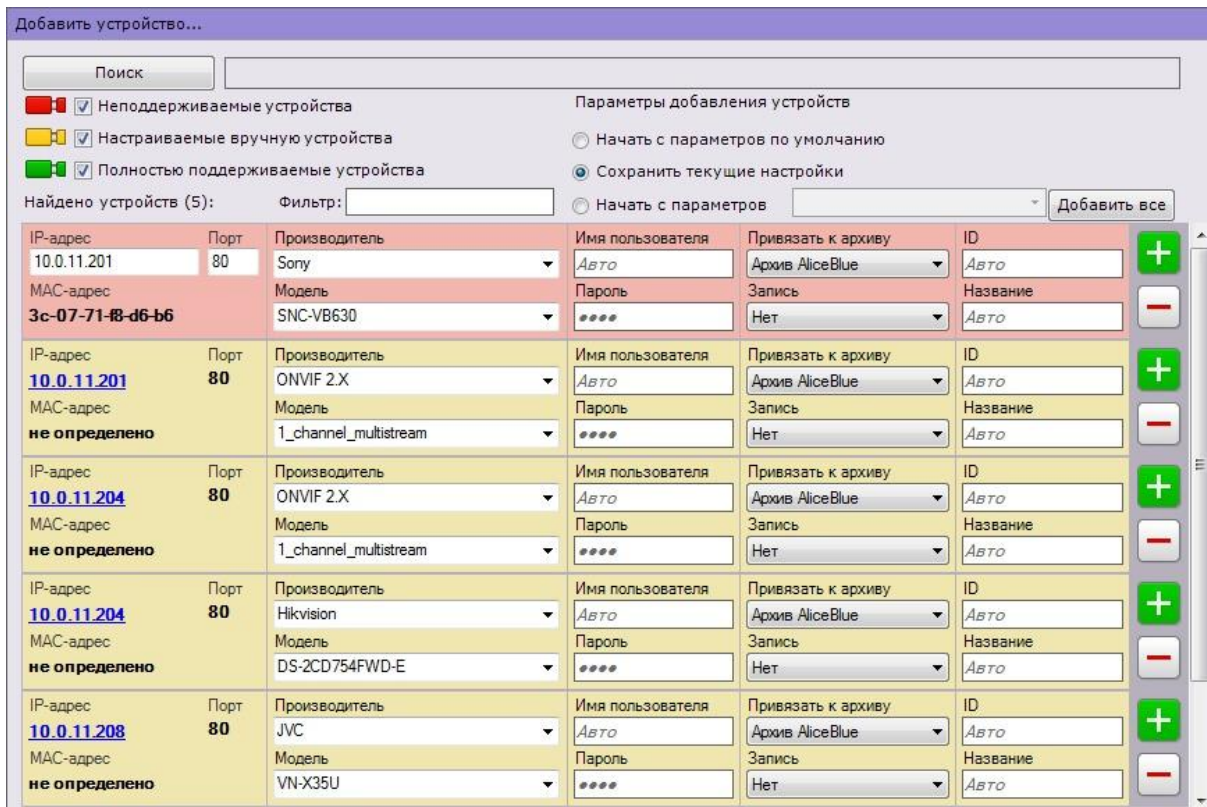 Добавить устройство...
Поиск
Неподдерживаемые устройства
Параметры добавления устройств
Настраиваемые вручную устройства
Начать с параметров по умолчанию
Полностью поддерживаемые устройства
Сохранить текущие настройки
Найдено устройств (5): Фильтр:
Начать с параметров Добавить все
IP-адрес Порт Производитель Имя пользователя Привязать к архиву ID
10.0.11.201 80 Sony Авто Архив AliceBlue Авто
MAC-адрес Модель Пароль Запись Название
3c-07-71-f8-d6-b6 SNC-VB630 •••• Нет Авто
IP-адрес Порт Производитель Имя пользователя Привязать к архиву ID
10.0.11.201 80 ONVIF 2.X Авто Архив AliceBlue Авто
MAC-адрес Модель Пароль Запись Название
не определено 1_channel_multistream •••• Нет Авто
IP-адрес Порт Производитель Имя пользователя Привязать к архиву ID
10.0.11.204 80 ONVIF 2.X Авто Архив AliceBlue Авто
MAC-адрес Модель Пароль Запись Название
не определено 1_channel_multistream •••• Нет Авто
IP-адрес Порт Производитель Имя пользователя Привязать к архиву ID
10.0.11.204 80 Hikvision Авто Архив AliceBlue Авто
MAC-адрес Модель Пароль Запись Название
не определено DS-2CD754FWD-E •••• Нет Авто
IP-адрес Порт Производитель Имя пользователя Привязать к архиву ID
10.0.11.208 80 JVC Авто Архив AliceBlue Авто
MAC-адрес Модель Пароль Запись Название
не определено VN-X35U •••• Нет Авто